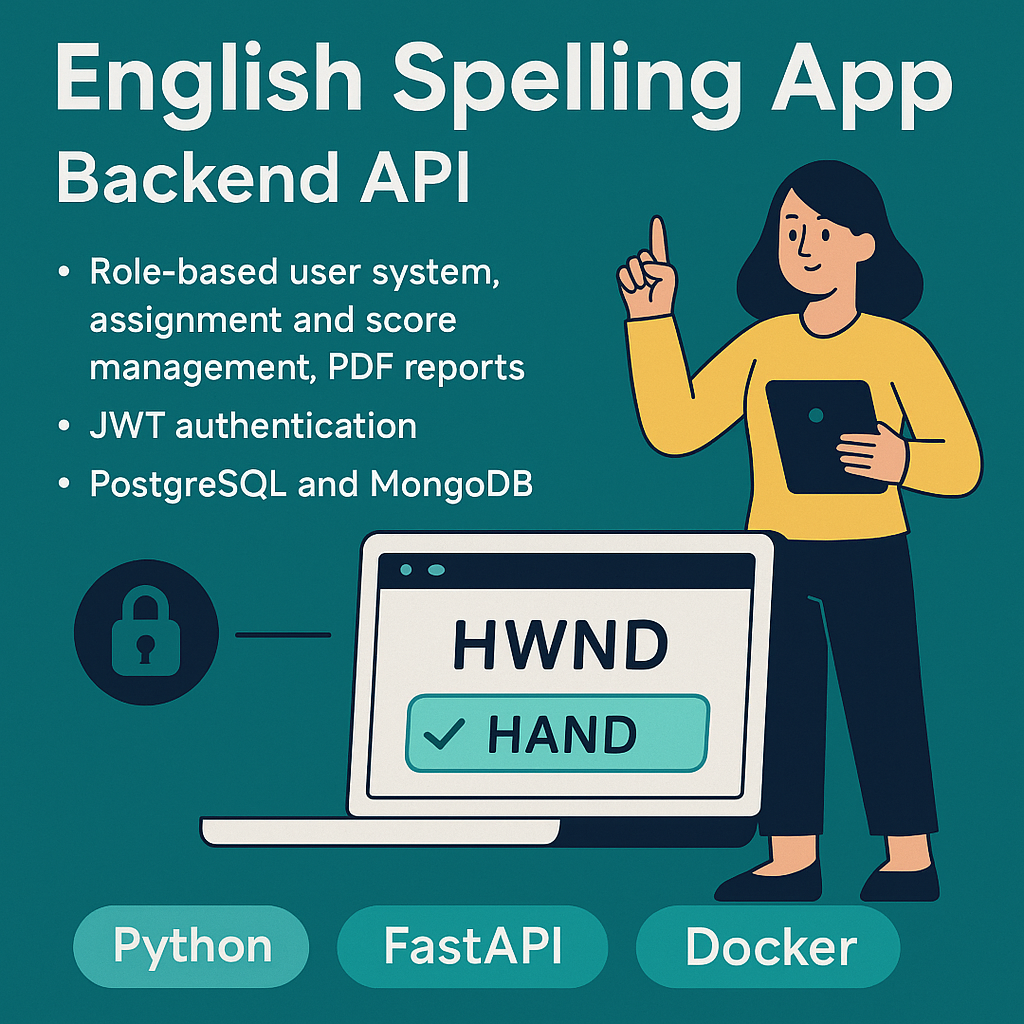 English Spelling App
Backend API
• Role-based user system,
assignment and score
management, PDF reports
• JWT authentication
• PostgreSQL and MongoDB
HWND
HAND
Python
FastAPI
Docker